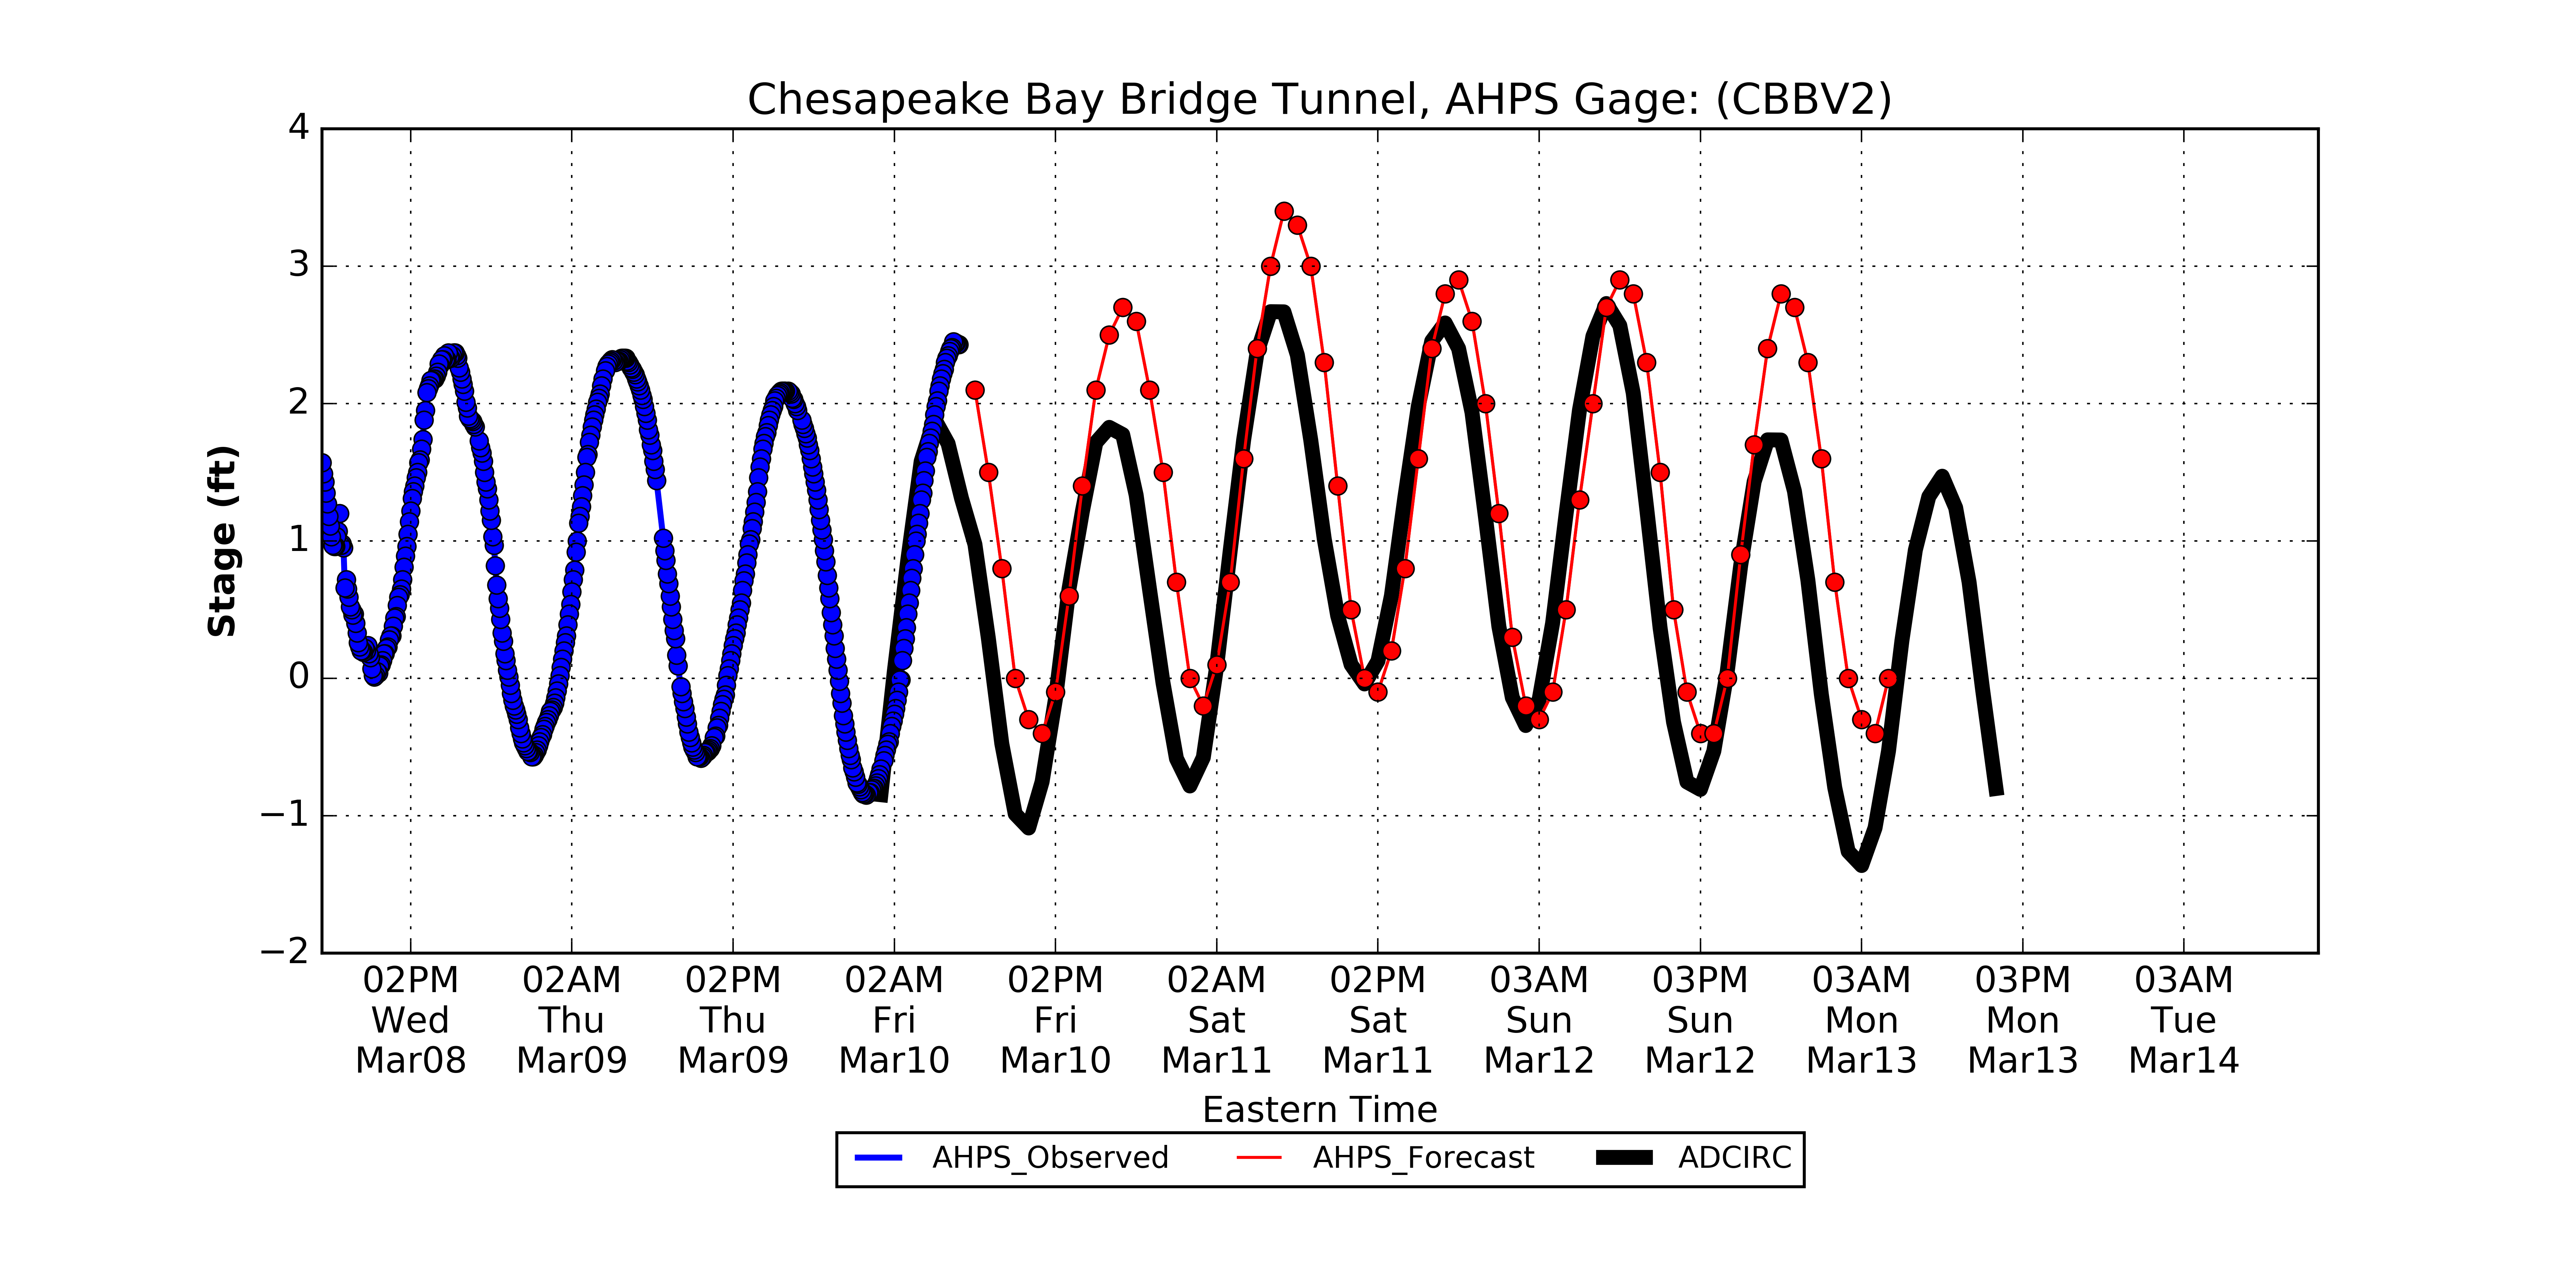 Chesapeake Bay Bridge Tunnel, AHPS Gage: (CBBV2)
Stage (ft)
4
3
2
1
0
−1
−2
02PM 02AM 02PM 02AM 02PM 02AM 02PM 03AM 03PM 03AM 03PM 03AM
Wed Thu Thu Fri Fri Sat Sat Sun Sun Mon Mon Tue
Mar08 Mar09 Mar09 Mar10 Mar10 Mar11 Mar11 Mar12 Mar12 Mar13 Mar13 Mar14
Eastern Time
AHPS_Observed AHPS_Forecast ADCIRC